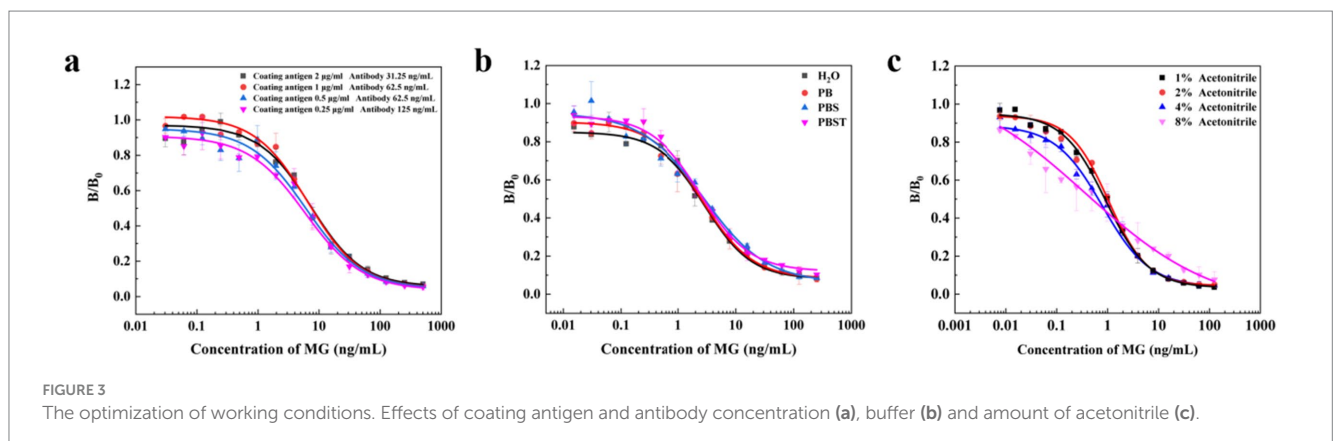 a
Coating antigen 2 μg/ml Antibody 31.25 ng/mL
Coating antigen 1 μg/ml Antibody 62.5 ng/mL
Coating antigen 0.5 μg/ml Antibody 62.5 ng/mL
Coating antigen 0.25 μg/ml Antibody 125 ng/mL
1.2
1.0
0.8
0.6
0.4
0.2
0.0
B/B0
0.01 0.1 1 10 100 1000
Concentration of MG (ng/mL)
b
H2O
PB
PBS
PBST
1.2
1.0
0.8
0.6
0.4
0.2
0.0
B/B0
0.01 0.1 1 10 100 1000
Concentration of MG (ng/mL)
c
1% Acetonitrile
2% Acetonitrile
4% Acetonitrile
8% Acetonitrile
1.2
1.0
0.8
0.6
0.4
0.2
0.0
B/B0
0.001 0.01 0.1 1 10 100 1000
Concentration of MG (ng/mL)
FIGURE 3
The optimization of working conditions. Effects of coating antigen and antibody concentration (a), buffer (b) and amount of acetonitrile (c).